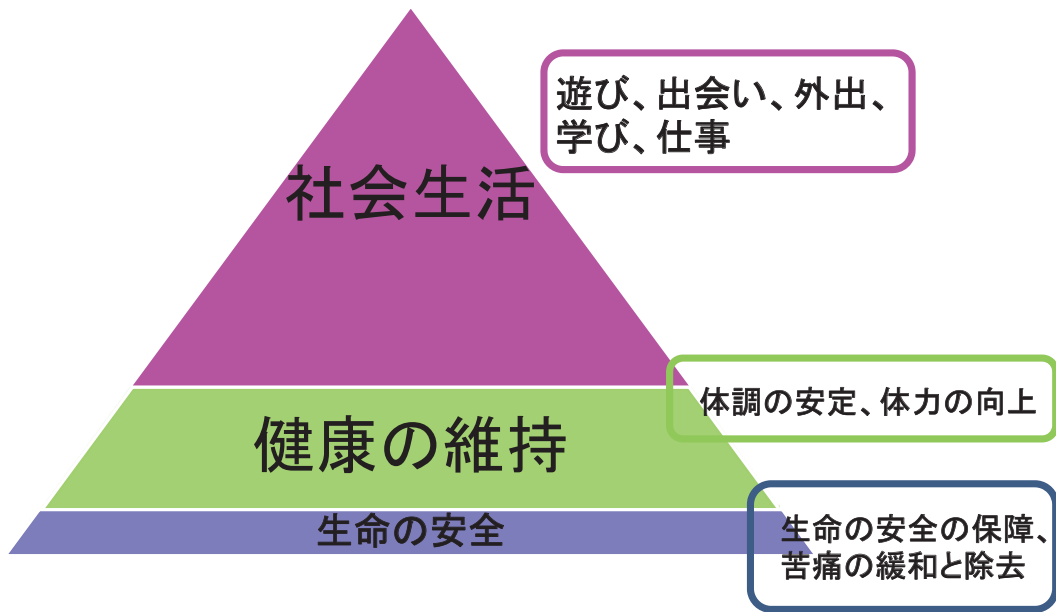 遊び、出会い、外出、
学び、仕事
社会生活
体調の安定、体力の向上
健康の維持
生命の安全
生命の安全の保障、
苦痛の緩和と除去